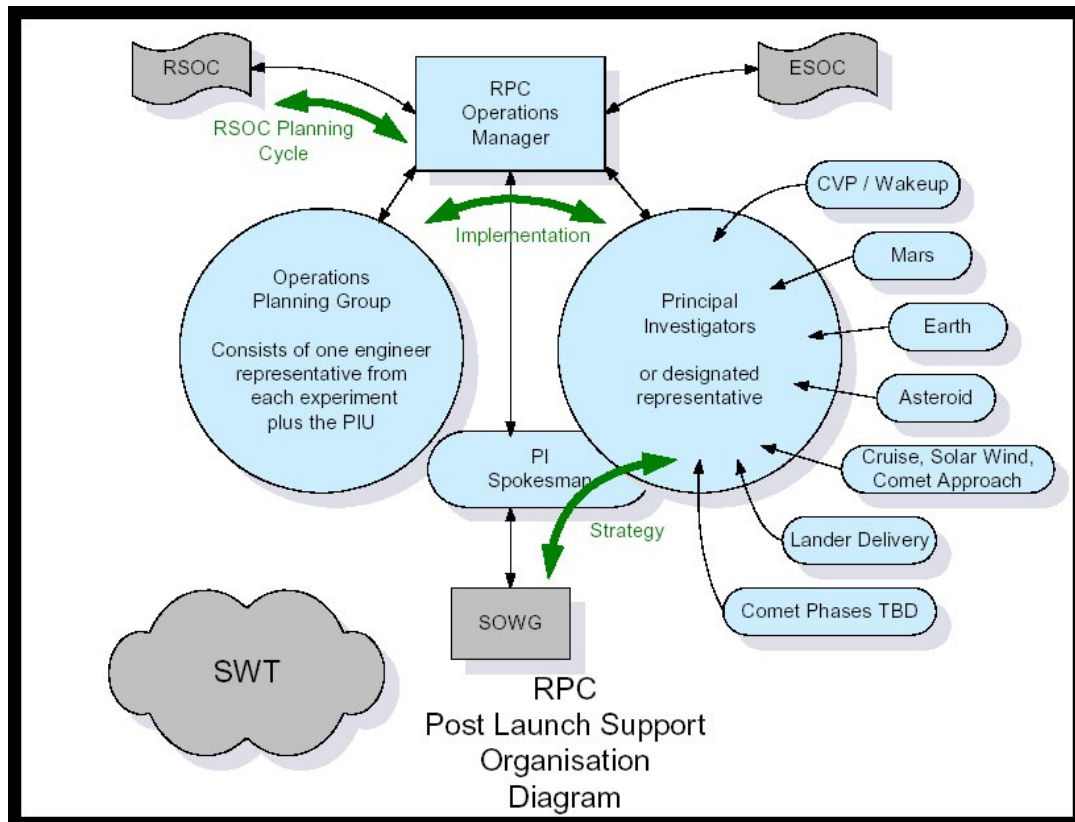 RSOC
RPC
Operations
Manager
ESOC
RSOC Planning
Cycle
CVP / Wakeup
Implementation
Mars
Operations
Planning Group
Consists of one engineer
representative from
each experiment
plus the PIU
Principal
Investigators
or designated
representative
Earth
Asteroid
PI
Spokesman
Cruise, Solar Wind,
Comet Approach
Strategy
Lander Delivery
Comet Phases TBD
SOWG
SWT
RPC
Post Launch Support
Organisation
Diagram